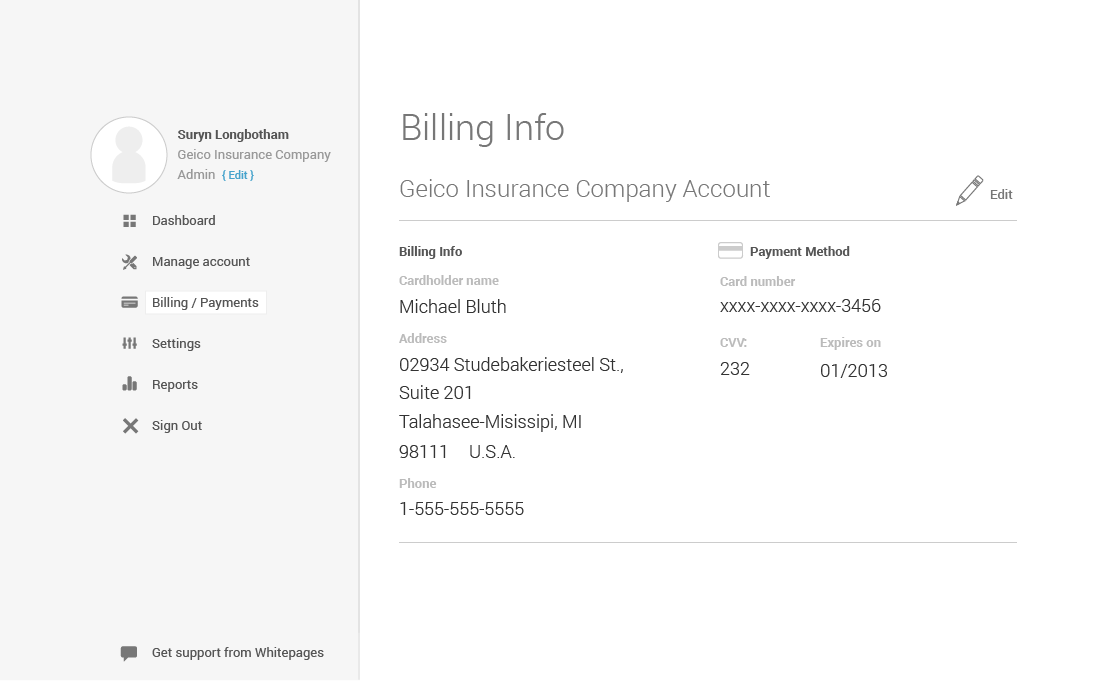 Suryn Longbotham
Geico Insurance Company
Admin { Edit }
Dashboard
Manage account
Billing / Payments
Settings
Reports
Sign Out
Get support from Whitepages
Billing Info
Geico Insurance Company Account
Edit
Billing Info
Cardholder name
Michael Bluth
Address
02934 Studebakeriesteel St.,
Suite 201
Talahasee-Misissipi, MI
98111 U.S.A.
Phone
1-555-555-5555
Payment Method
Card number
xxxx-xxxx-xxxx-3456
CVV: Expires on
232 01/2013